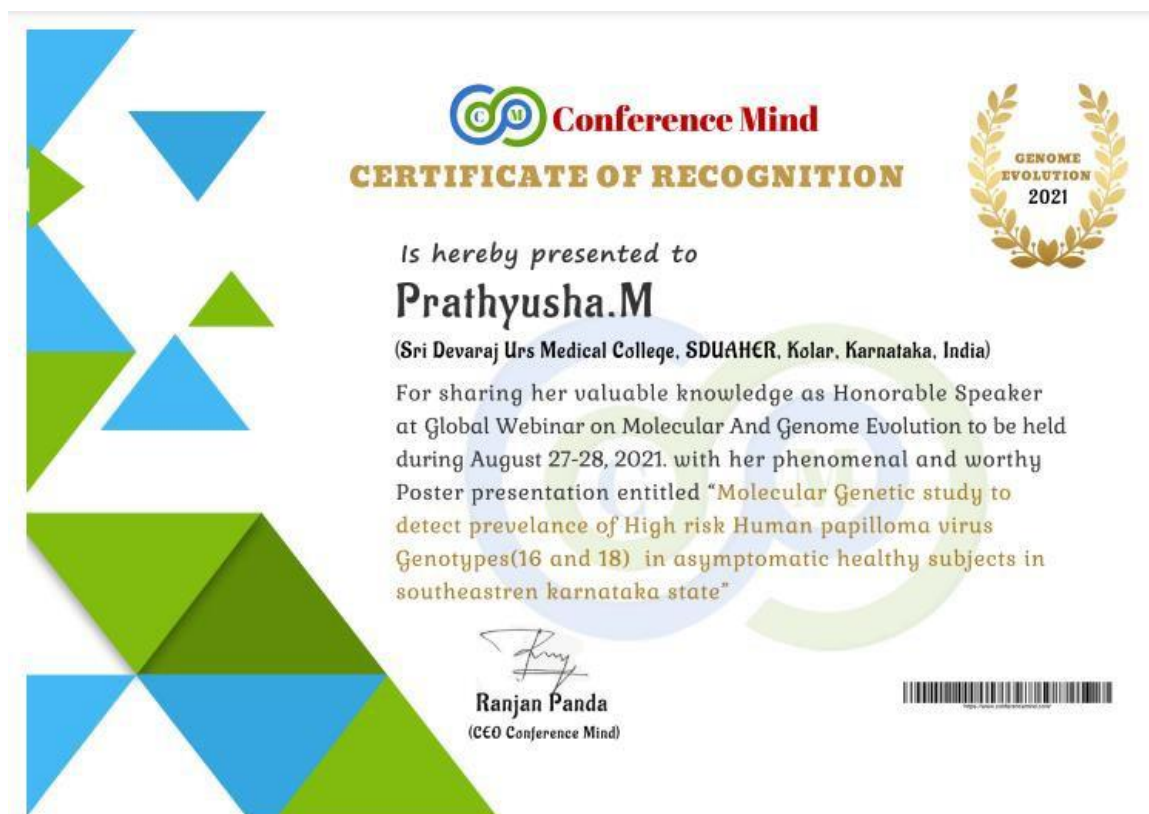 C M Conference Mind
CERTIFICATE OF RECOGNITION
GENOME
EVOLUTION
2021
Is hereby presented to
Prathyusha.M
(Sri Devaraj Urs Medical College, SDUAHER, Kolar, Karnataka, India)
For sharing her valuable knowledge as Honorable Speaker
at Global Webinar on Molecular And Genome Evolution to be held
during August 27-28, 2021. with her phenomenal and worthy
Poster presentation entitled “Molecular Genetic study to
detect prevelance of High risk Human papilloma virus
Genotypes(16 and 18) in asymptomatic healthy subjects in
southeastren karnataka state”
Ranjan Panda
(CEO Conference Mind)
https://www.conferencemind.com/